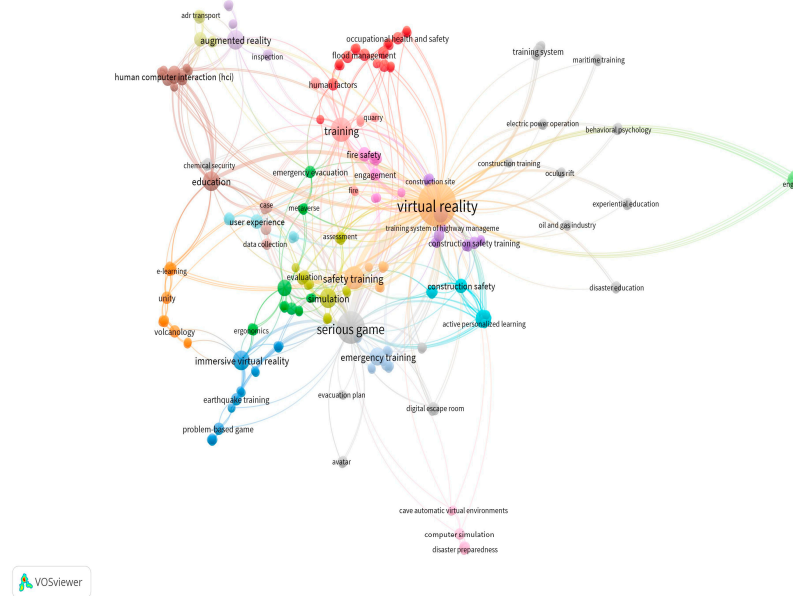 adr transport
augmented reality
occupational health and safety
training system
flood management
inspection
maritime training
human computer interaction (hci)
human factors
quarry
electric power operation
training
behavioral psychology
fire safety
chemical security
construction training
emergency evacuation
engagement
oculus rift
education
construction site
eng
fire
case
metaverse
virtual reality
experiential education
user experience
training system of highway manageme
oil and gas industry
assessment
data collection
construction safety training
e-learning
evaluation
safety training
construction safety
disaster education
unity
simulation
volcanology
ergonomics
serious game
active personalized learning
immersive virtual reality
emergency training
earthquake training
evacuation plan
digital escape room
problem-based game
avatar
cave automatic virtual environments
computer simulation
disaster preparedness
VOSviewer